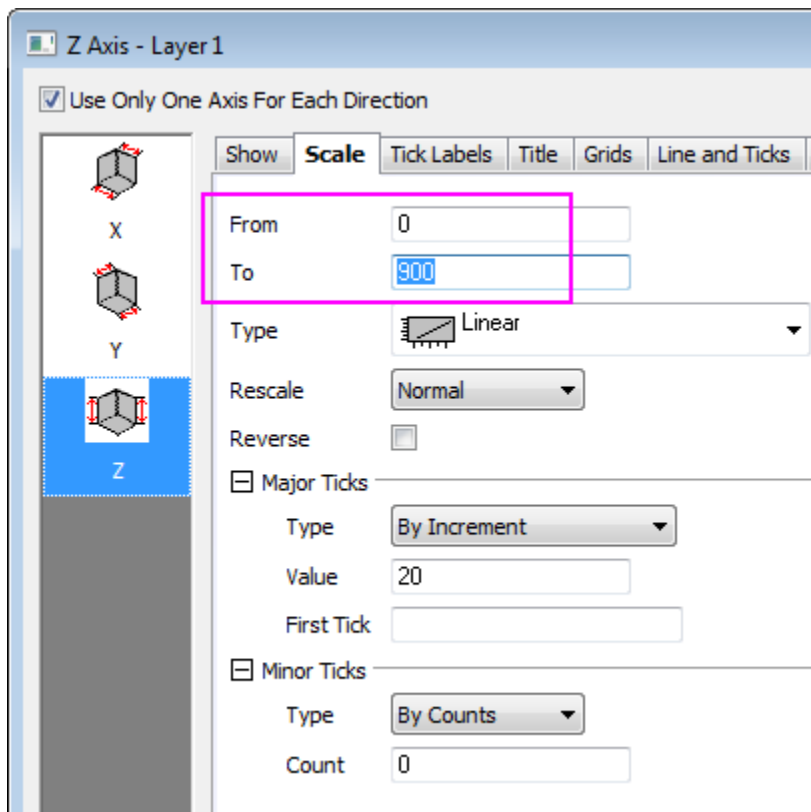 Z Axis - Layer 1
Use Only One Axis For Each Direction
X
Y
Z
Show Scale Tick Labels Title Grids Line and Ticks
From 0
To 900
Type Linear
Rescale Normal
Reverse
Major Ticks
Type By Increment
Value 20
First Tick
Minor Ticks
Type By Counts
Count 0